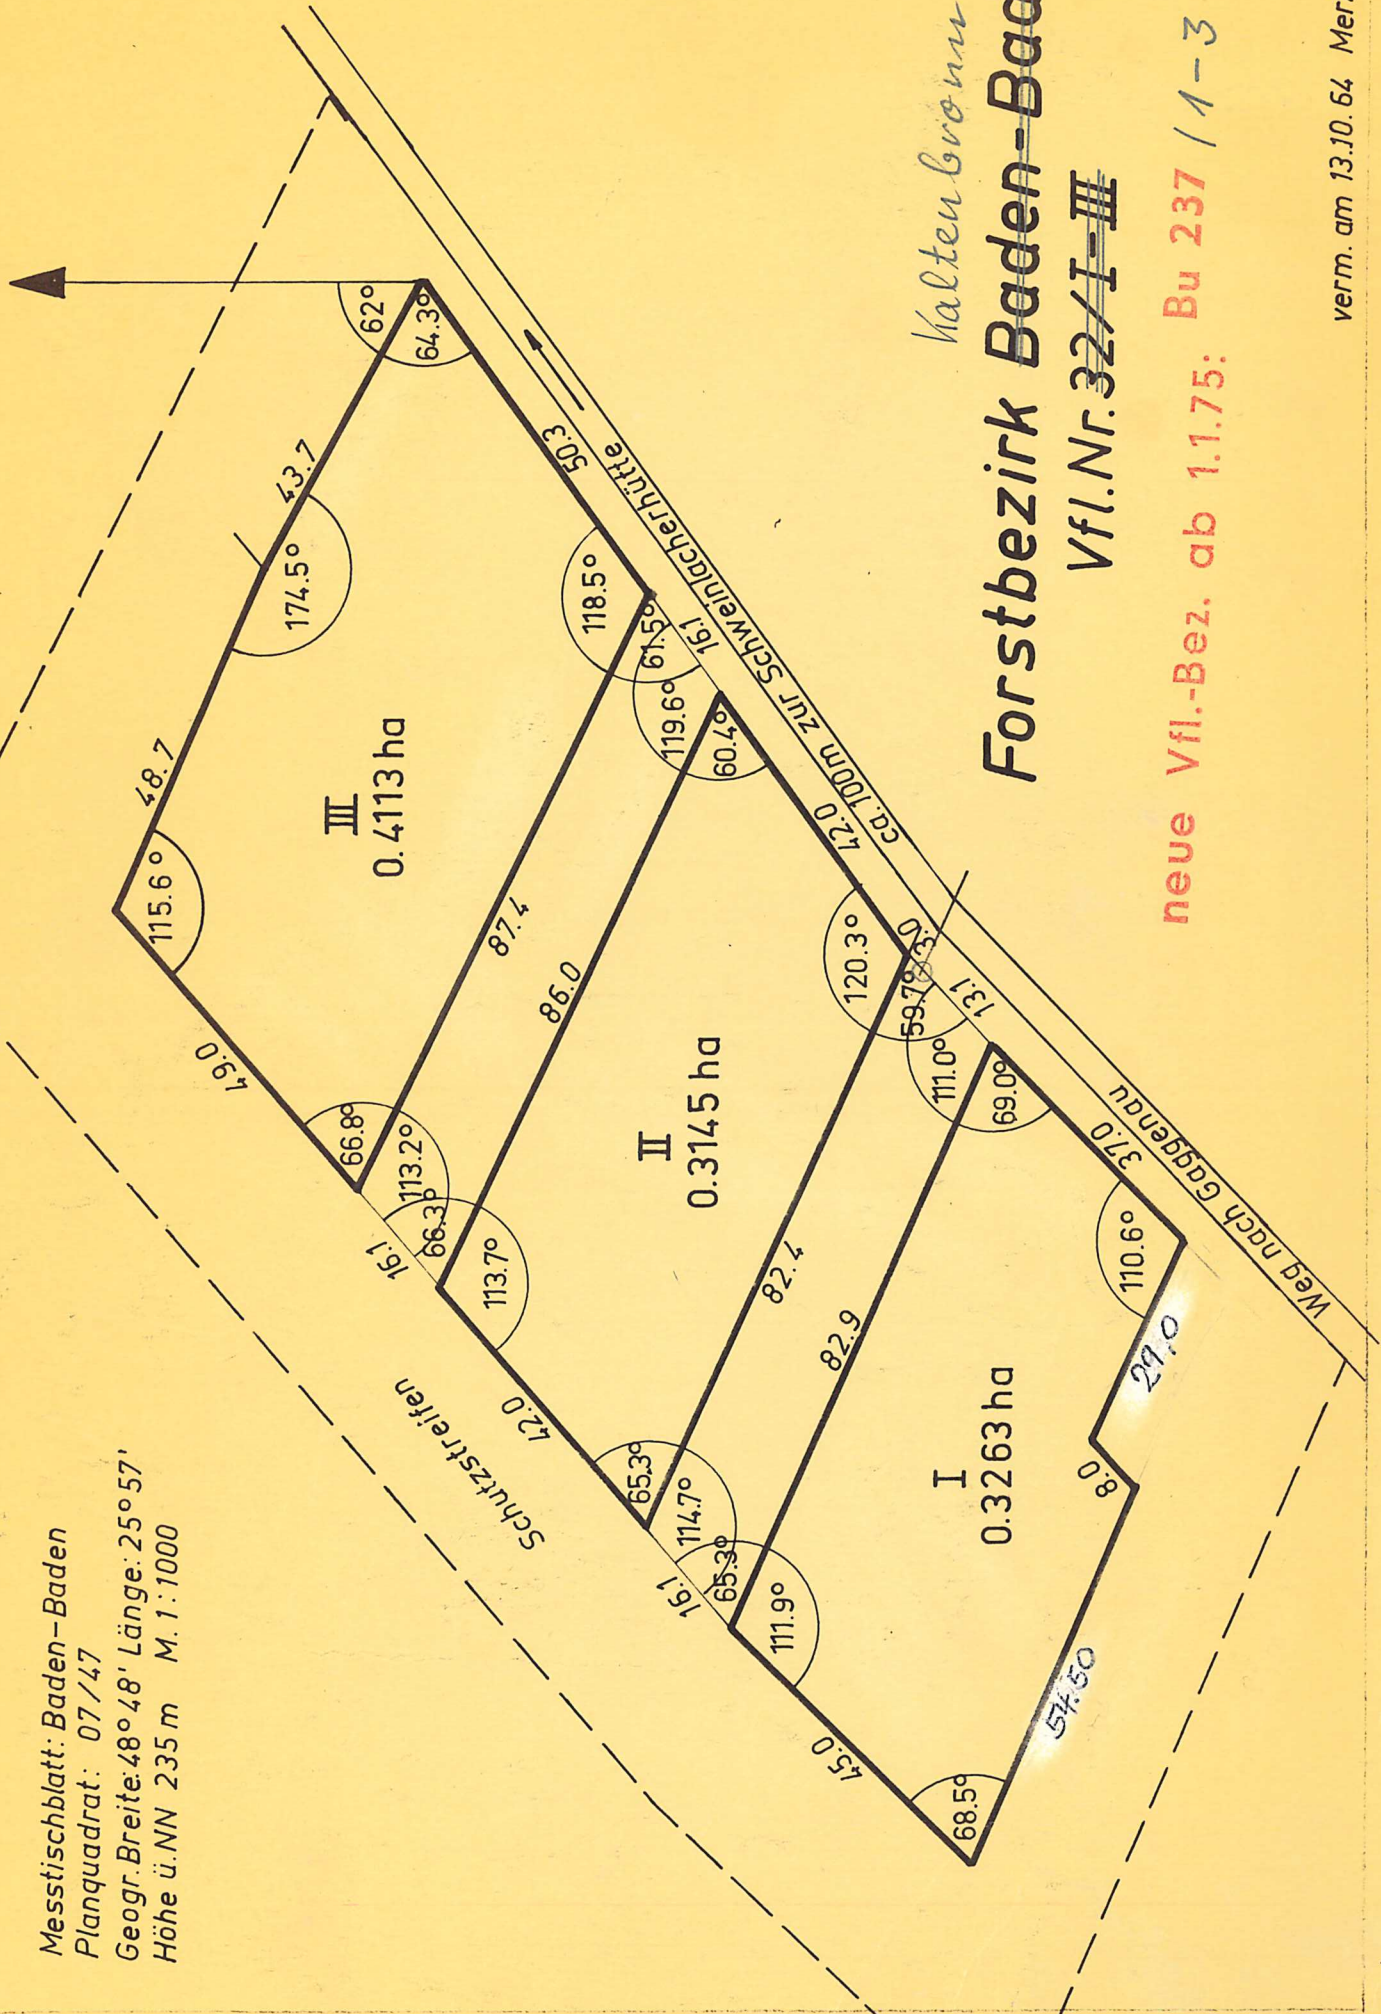 Messtischblatt: Baden-Baden
Planquadrat: 07/47
Geogr. Breite: 48° 48' Länge: 25° 57'
Höhe ü. NN 235 m M. 1:1000
62°
64.3°
43.7
174.5°
48.7
115.6°
III
0.4113 ha
50.3
118.5°
49.0
66.8°
87.4
61.5°
16.1
113.2°
66.3°
16.1
86.0
119.6°
60.4°
113.7°
II
0.3145 ha
42.0
120.3°
42.0
65.3°
82.4
59.7°
3.0
13.1
114.7°
65.3°
16.1
82.9
111.0°
69.0°
111.9°
I
0.3263 ha
37.0
110.6°
29,0
8.0
54.50
45.0
68.5°
Schutzstreifen
ca. 100m zur Schweinlacherhütte
Weg nach Gaggenau
Kaltenbronn
Forstbezirk Baden-Bad
Vfl. Nr. 32/I-III
neue Vfl.-Bez. ab 1.1.75: Bu 237 / 1-3
verm. am 13.10.64 Mer.